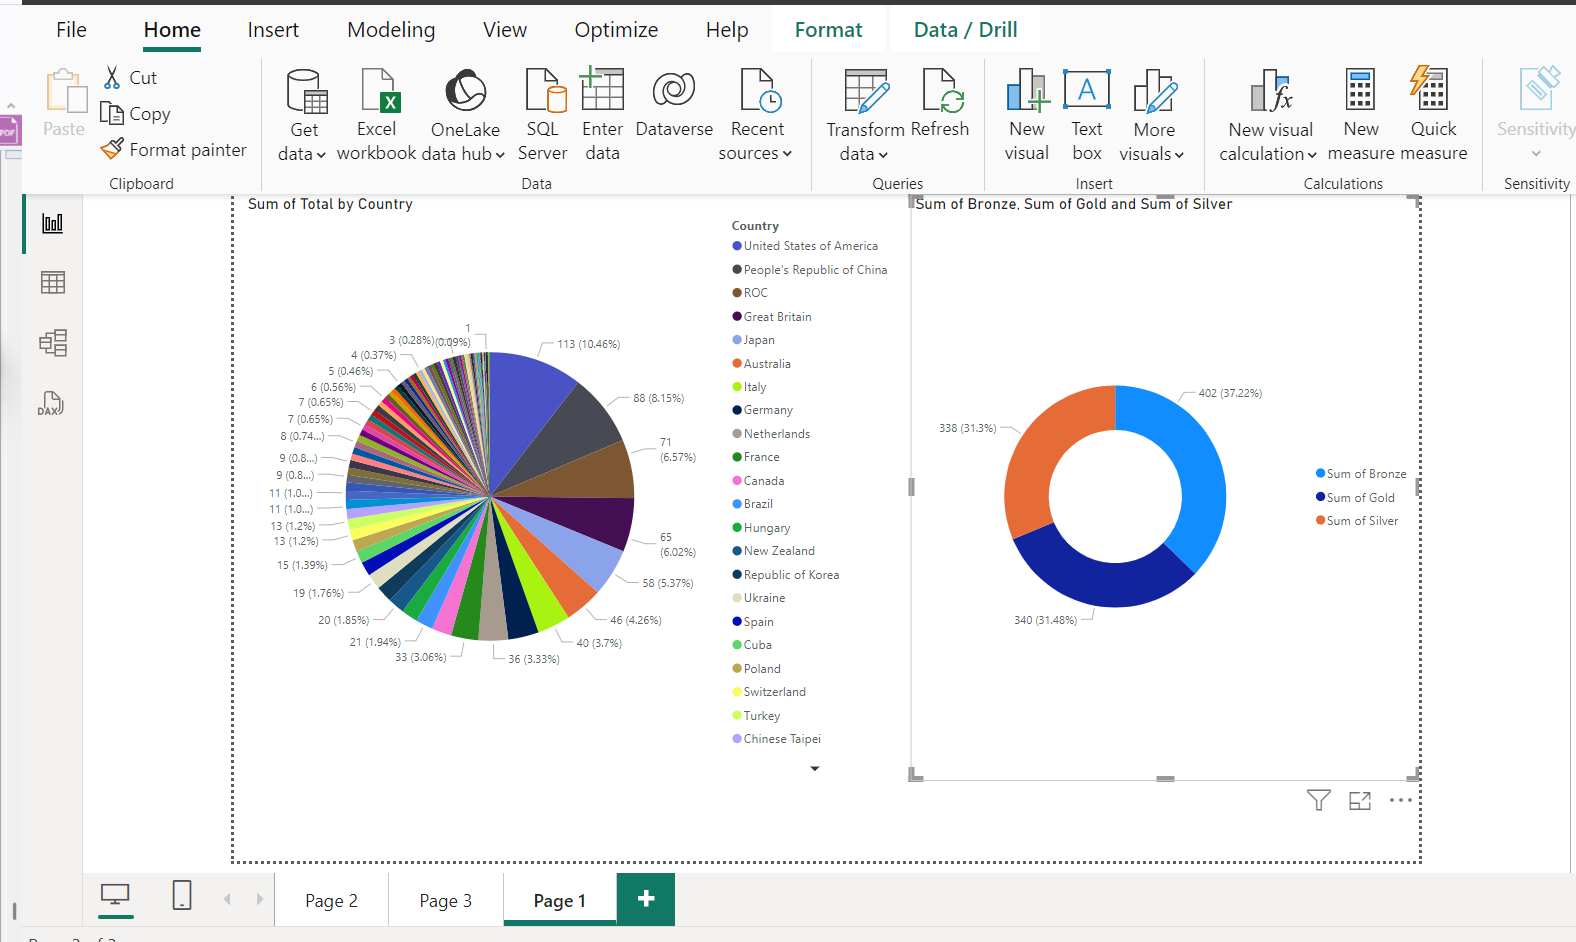 File Home Insert Modeling View Optimize Help Format Data / Drill
Paste
Cut
Copy
Format painter
Clipboard
Get data
Excel workbook
OneLake data hub
SQL Server
Enter data
Dataverse
Recent sources
Data
Transform data
Refresh
Queries
New visual
Text box
More visuals
Insert
New visual calculation
New measure
Quick measure
Calculations
Sensitivity
Sensitivity
PDF
DAX
Sum of Total by Country
1
3 (0.28%)
(0.09%)
4 (0.37%)
5 (0.46%)
6 (0.56%)
7 (0.65%)
7 (0.65%)
8 (0.74...)
9 (0.8...)
9 (0.8...)
11 (1.0...)
11 (1.0...)
13 (1.2%)
13 (1.2%)
15 (1.39%)
19 (1.76%)
20 (1.85%)
21 (1.94%)
33 (3.06%)
36 (3.33%)
40 (3.7%)
46 (4.26%)
58 (5.37%)
65
(6.02%)
71
(6.57%)
88 (8.15%)
113 (10.46%)
Country
United States of America
People's Republic of China
ROC
Great Britain
Japan
Australia
Italy
Germany
Netherlands
France
Canada
Brazil
Hungary
New Zealand
Republic of Korea
Ukraine
Spain
Cuba
Poland
Switzerland
Turkey
Chinese Taipei
Sum of Bronze, Sum of Gold and Sum of Silver
402 (37.22%)
338 (31.3%)
340 (31.48%)
Sum of Bronze
Sum of Gold
Sum of Silver
Page 2
Page 3
Page 1
+